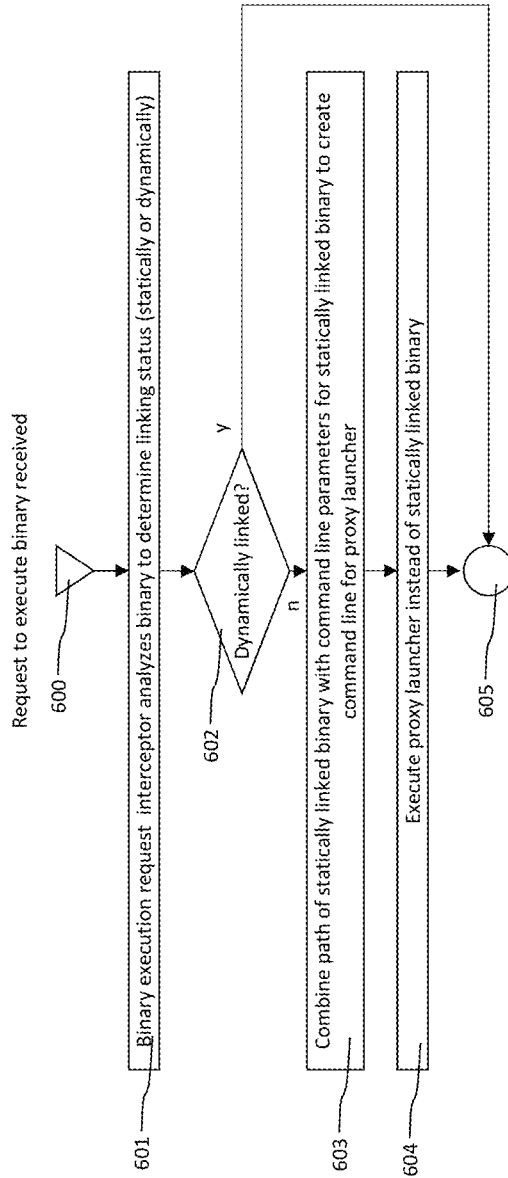 Request to execute binary received
600
Binary execution request interceptor analyzes binary to determine linking status (statically or dynamically)
601
Dynamically linked?
602
y
n
Combine path of statically linked binary with command line parameters for statically linked binary to create
command line for proxy launcher
603
Execute proxy launcher instead of statically linked binary
604
605